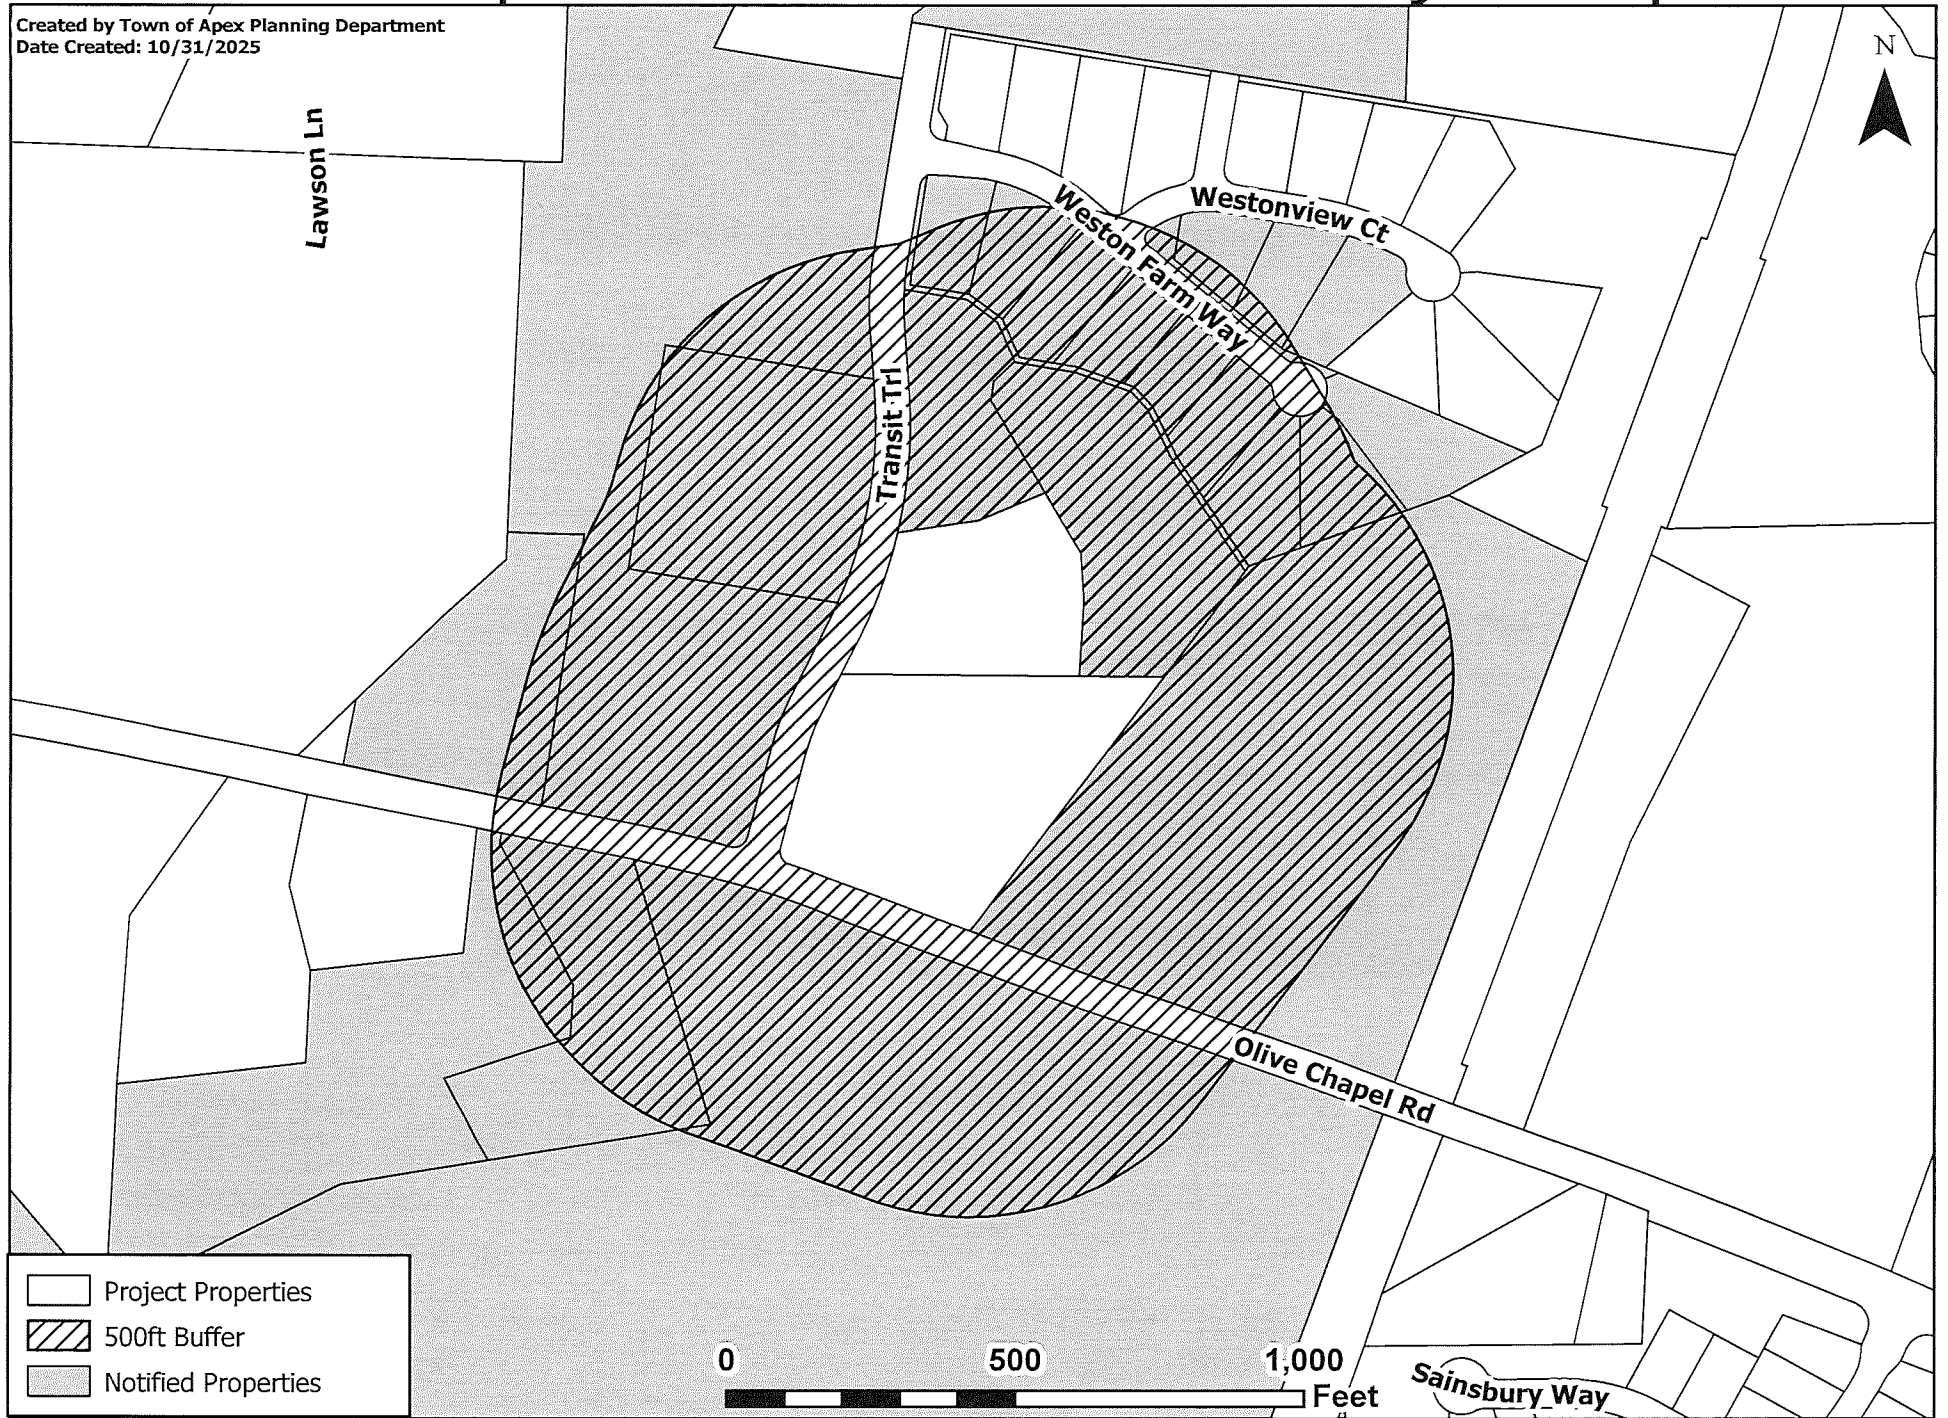 Created by Town of Apex Planning Department
Date Created: 10/31/2025
N
Lawson Ln
Westonview Ct
Weston Farm Way
Transit Trl
Olive Chapel Rd
Project Properties
500ft Buffer
Notified Properties
0 500 1,000
Feet
Sainsbury Way